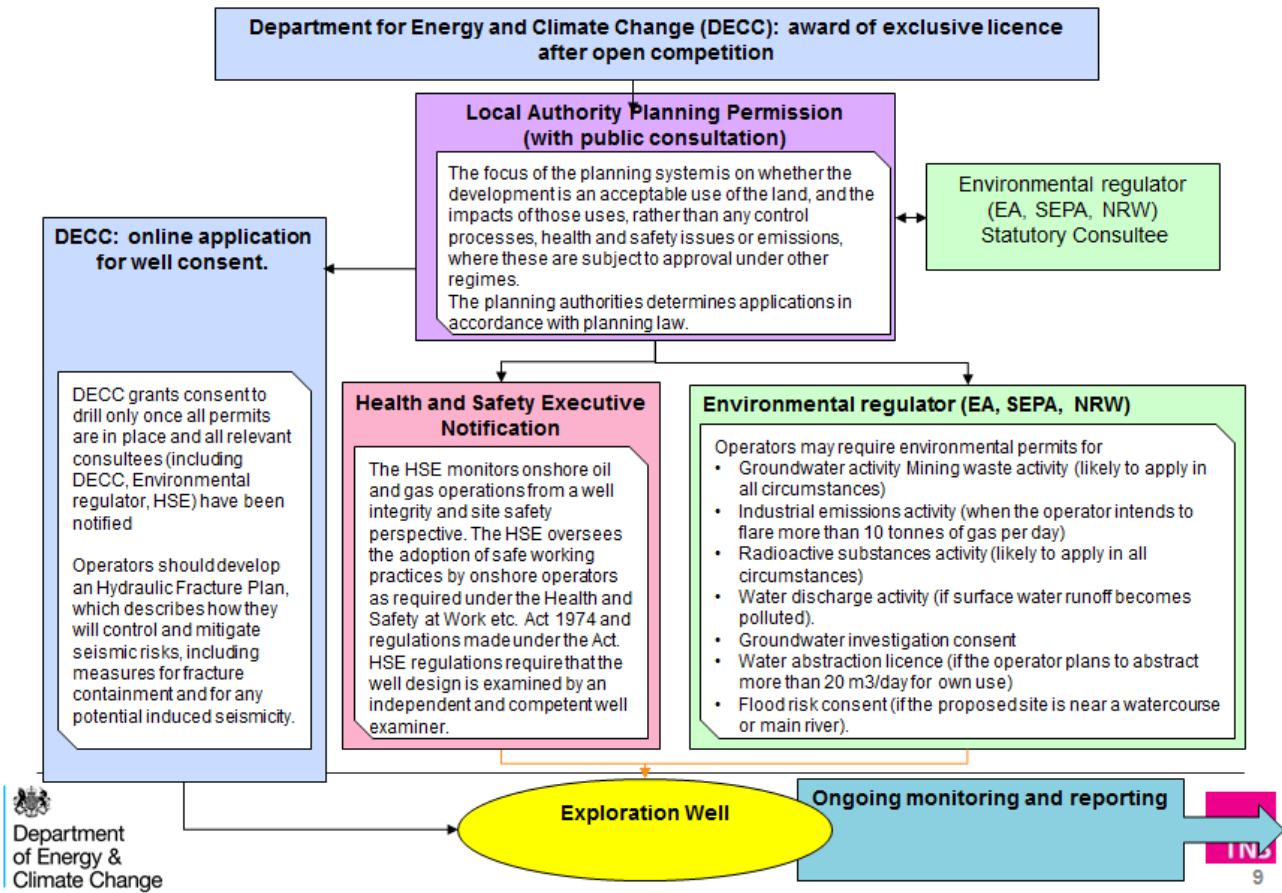 Department for Energy and Climate Change (DECC): award of exclusive licence
after open competition
Local Authority Planning Permission
(with public consultation)
The focus of the planning system is on whether the
development is an acceptable use of the land, and the
impacts of those uses, rather than any control
processes, health and safety issues or emissions,
where these are subject to approval under other
regimes.
The planning authorities determines applications in
accordance with planning law.
Environmental regulator
(EA, SEPA, NRW)
Statutory Consultee
DECC: online application
for well consent.
DECC grants consent to
drill only once all permits
are in place and all relevant
consultees (including
DECC, Environmental
regulator, HSE) have been
notified
Operators should develop
an Hydraulic Fracture Plan,
which describes how they
will control and mitigate
seismic risks, including
measures for fracture
containment and for any
potential induced seismicity.
Health and Safety Executive
Notification
The HSE monitors onshore oil
and gas operations from a well
integrity and site safety
perspective. The HSE oversees
the adoption of safe working
practices by onshore operators
as required under the Health and
Safety at Work etc. Act 1974 and
regulations made under the Act.
HSE regulations require that the
well design is examined by an
independent and competent well
examiner.
Environmental regulator (EA, SEPA, NRW)
Operators may require environmental permits for
• Groundwater activity Mining waste activity (likely to apply in
all circumstances)
• Industrial emissions activity (when the operator intends to
flare more than 10 tonnes of gas per day)
• Radioactive substances activity (likely to apply in all
circumstances)
• Water discharge activity (if surface water runoff becomes
polluted).
• Groundwater investigation consent
• Water abstraction licence (if the operator plans to abstract
more than 20 m3/day for own use)
• Flood risk consent (if the proposed site is near a watercourse
or main river).
Exploration Well
Ongoing monitoring and reporting
Department
of Energy &
Climate Change
TNS
9